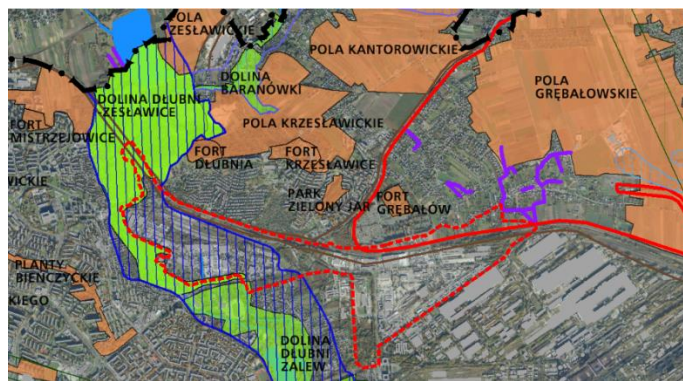 POLA
ZESŁAWICKIE
POLA KANTOROWICKIE
DOLINA
BARANÓWKI
POLA
GRĘBAŁOWSKIE
DOLINA DŁUBNI
ZESŁAWICE
POLA KRZESŁAWICKIE
FORT
MISTRZEJOWICE
FORT
DŁUBNIA
FORT
KRZESŁAWICE
WICKIE
PARK
ZIELONY JAR
FORT
GRĘBAŁÓW
PLANTY
BIEŃCZYCKIE
KIEGO
DOLINA
DŁUBNI
ZALEW